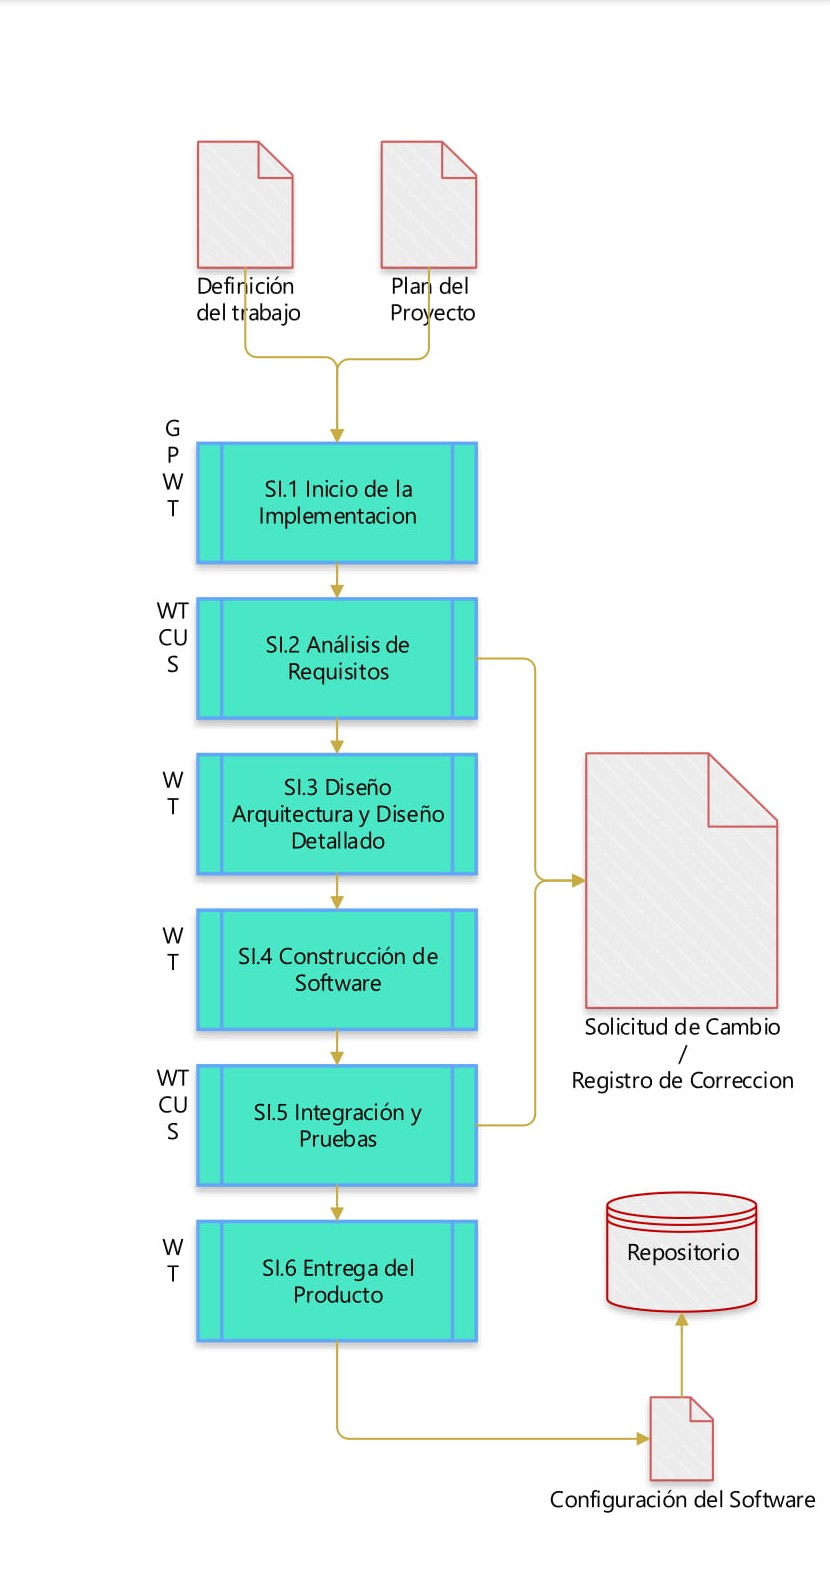 Definición
del trabajo
Plan del
Proyecto
G
P
W
T
SI.1 Inicio de la
Implementacion
WT
CU
S
SI.2 Análisis de
Requisitos
W
T
SI.3 Diseño
Arquitectura y Diseño
Detallado
W
T
SI.4 Construcción de
Software
Solicitud de Cambio
/
Registro de Correccion
WT
CU
S
SI.5 Integración y
Pruebas
W
T
SI.6 Entrega del
Producto
Repositorio
Configuración del Software